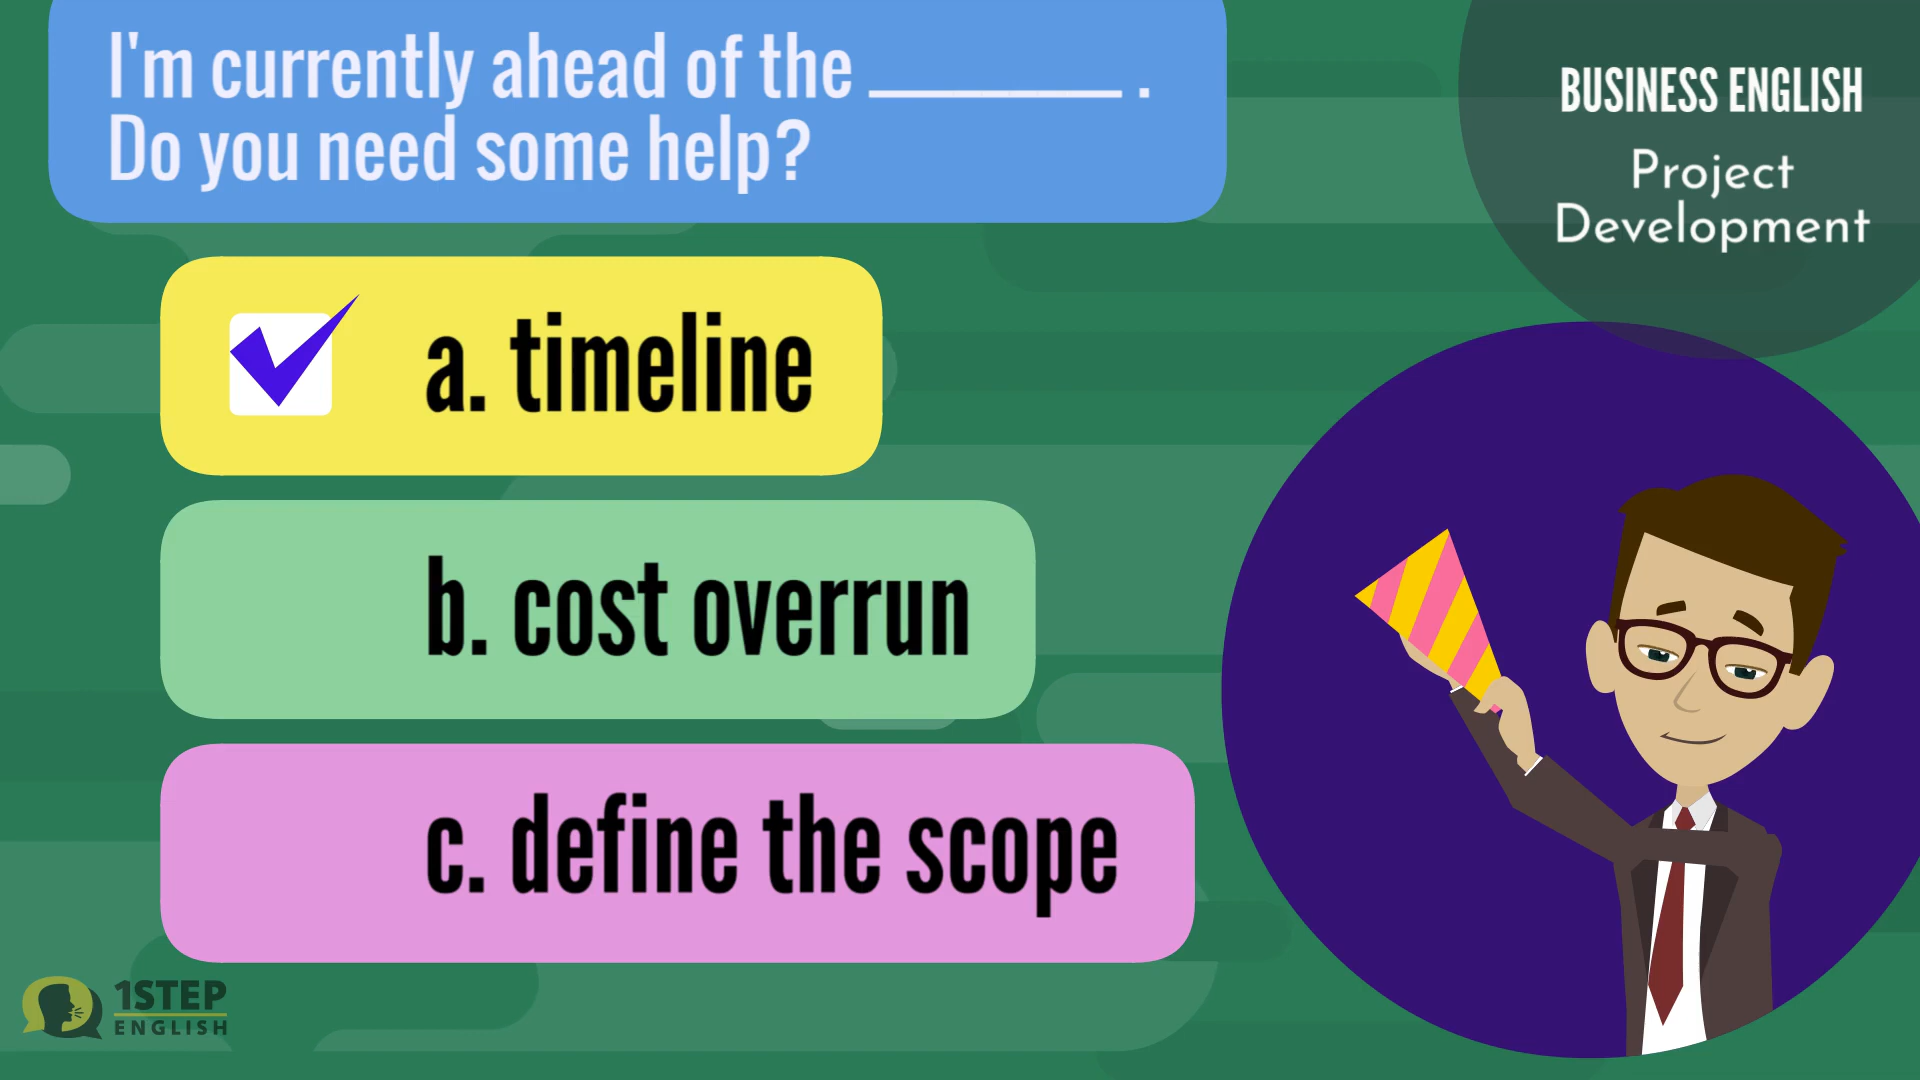 I'm currently ahead of the ________ .
Do you need some help?
BUSINESS ENGLISH
Project
Development
a. timeline
b. cost overrun
c. define the scope
1STEP
ENGLISH